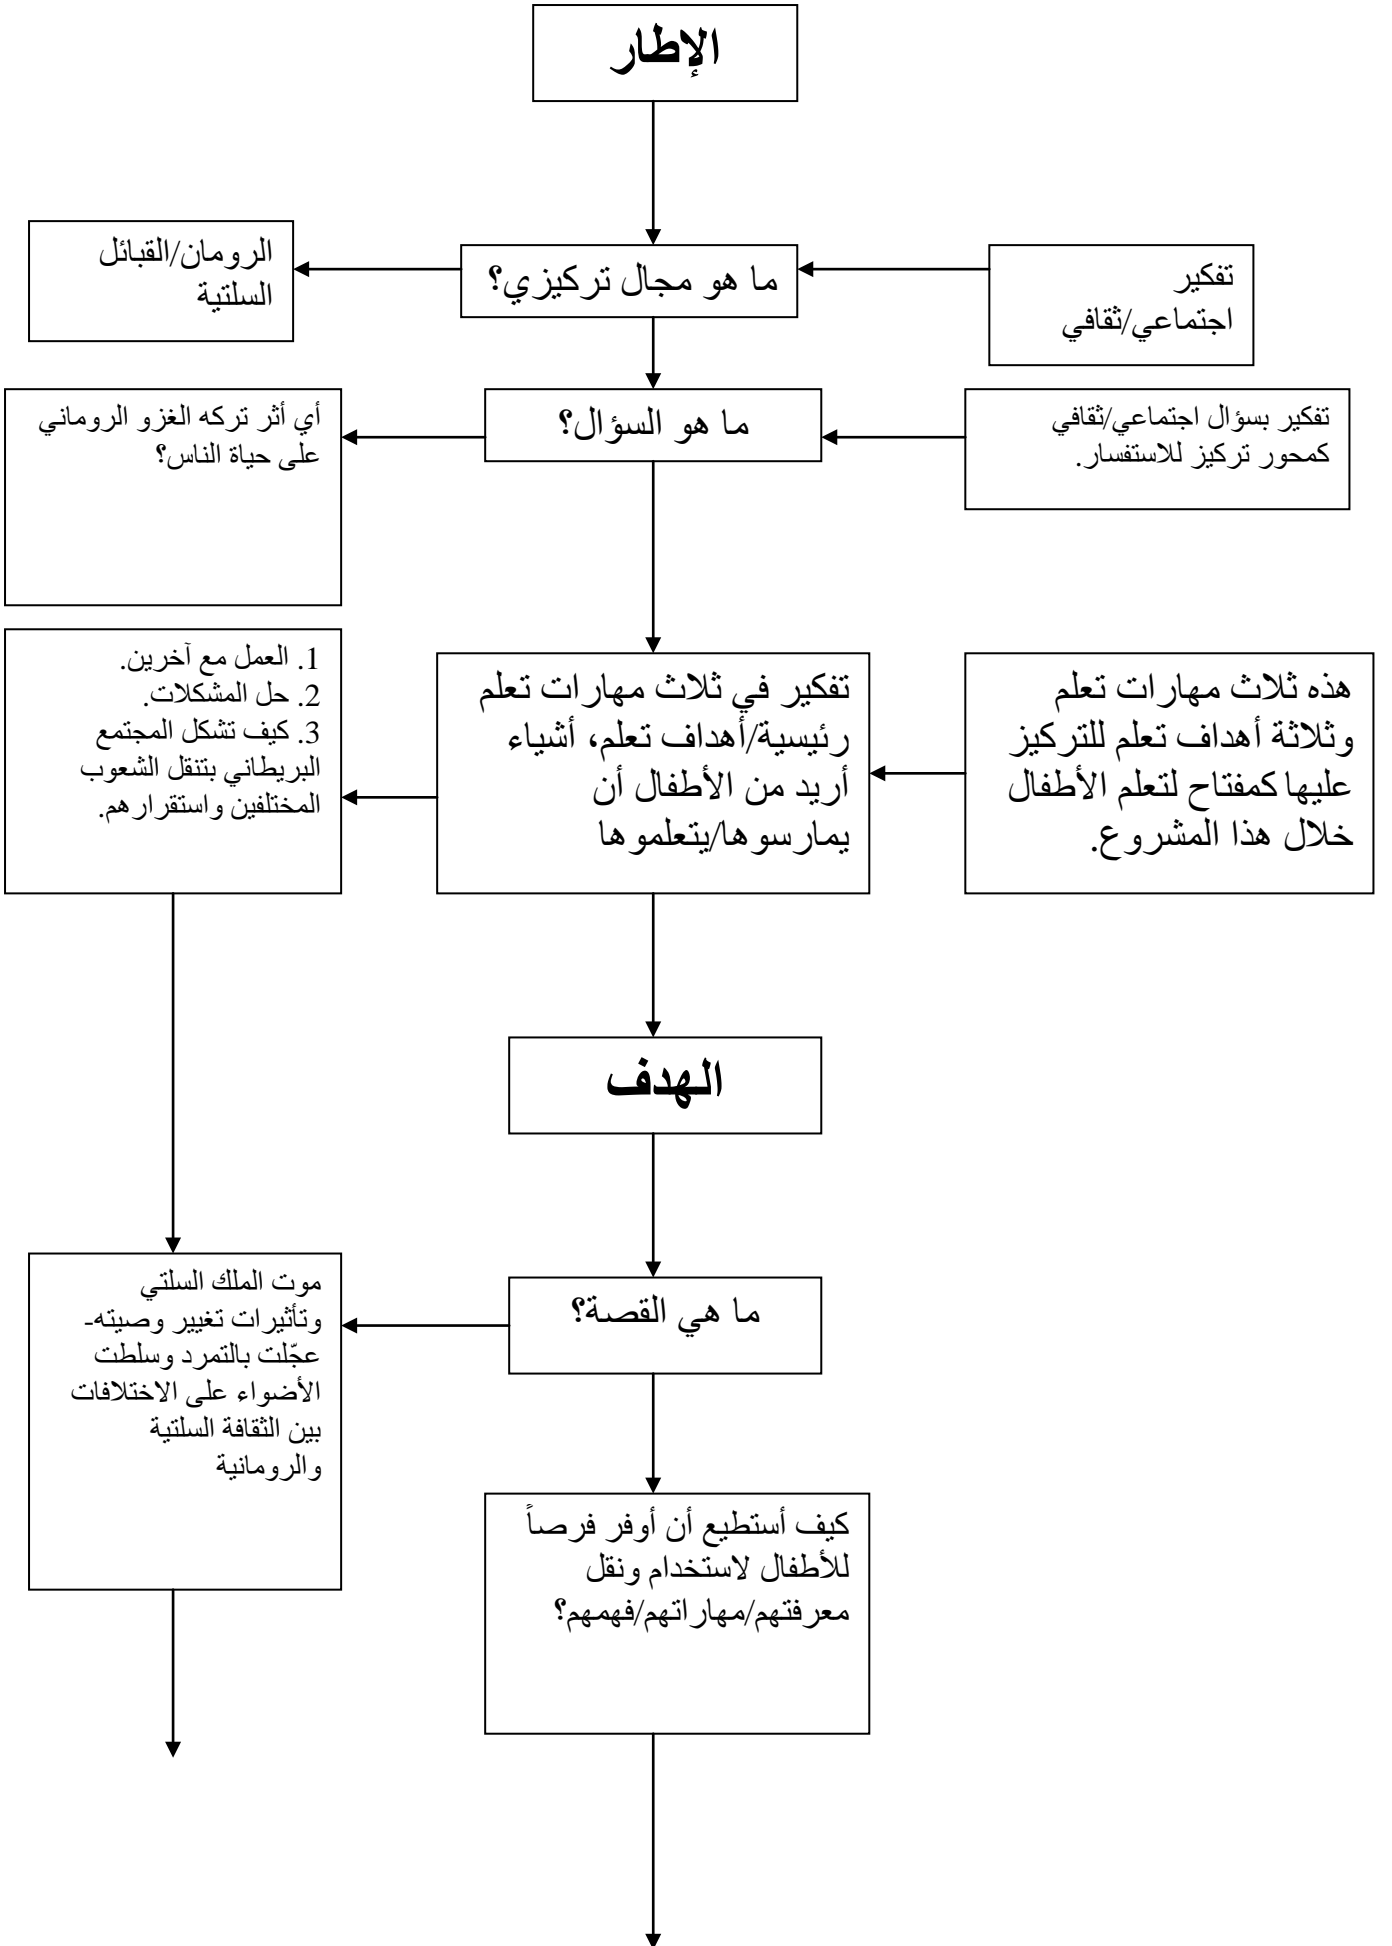 الإطار
تفكير
اجتماعي/ثقافي
ما هو مجال تركيزي؟
الرومان/القبائل
السلتية
تفكير بسؤال اجتماعي/ثقافي
كمحور تركيز للاستفسار.
ما هو السؤال؟
أي أثر تركه الغزو الروماني
على حياة الناس؟
هذه ثلاث مهارات تعلم
وثلاثة أهداف تعلم للتركيز
عليها كمفتاح لتعلم الأطفال
خلال هذا المشروع.
تفكير في ثلاث مهارات تعلم
رئيسية/أهداف تعلم، أشياء
أريد من الأطفال أن
يمارسوها/يتعلموها
1. العمل مع آخرين.
2. حل المشكلات.
3. كيف تشكل المجتمع
البريطاني بتنقل الشعوب
المختلفين واستقرارهم.
الهدف
ما هي القصة؟
موت الملك السلتي
وتأثيرات تغيير وصيته-
عجّلت بالتمرد وسلطت
الأضواء على الاختلافات
بين الثقافة السلتية
والرومانية
كيف أستطيع أن أوفر فرصاً
للأطفال لاستخدام ونقل
معرفتهم/مهاراتهم/فهمهم؟